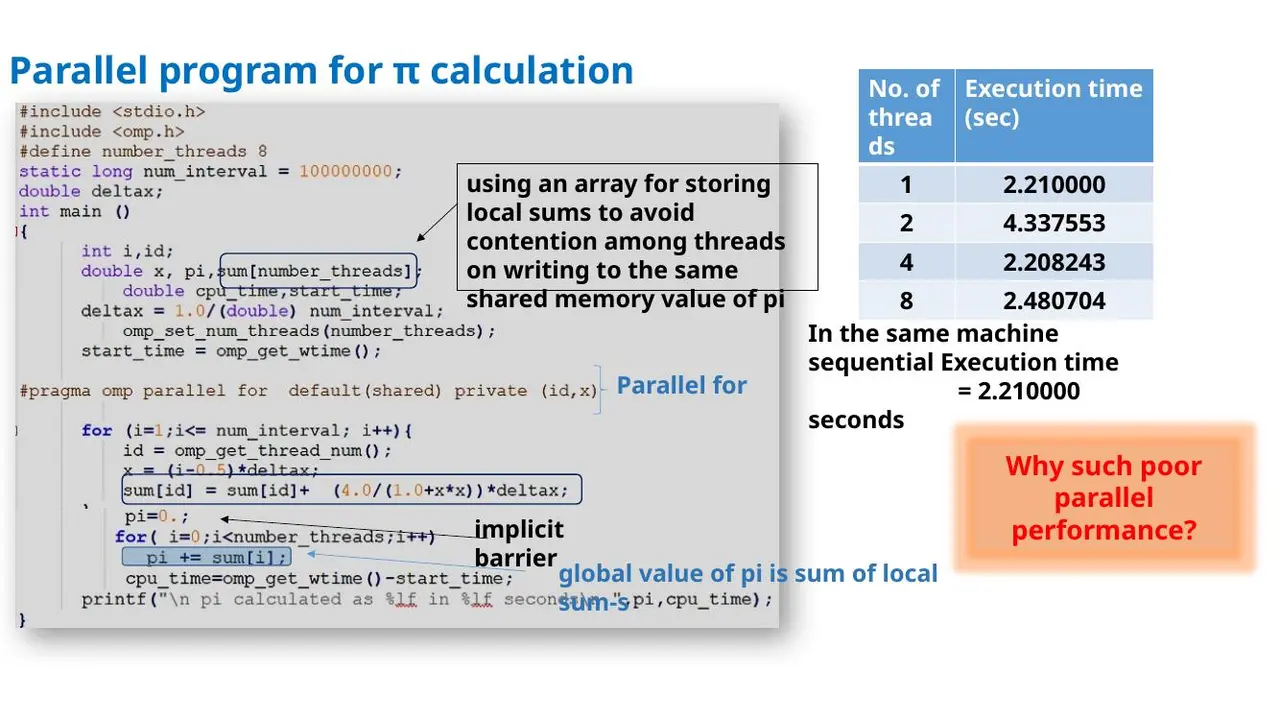 Parallel program for π calculation
#include <stdio.h>
#include <omp.h>
#define number_threads 8
static long num_interval = 100000000;
double deltax;
int main ()
{
int i,id;
double x, pi,sum[number_threads];
double cpu_time,start_time;
deltax = 1.0/(double) num_interval;
omp_set_num_threads(number_threads);
start_time = omp_get_wtime();
#pragma omp parallel for  default(shared) private (id,x)
for (i=1;i<= num_interval; i++){
id = omp_get_thread_num();
x = (i-0.5)*deltax;
sum[id] = sum[id]+  (4.0/(1.0+x*x))*deltax;
pi=0.;
for( i=0;i<number_threads;i++)
pi += sum[i];
cpu_time=omp_get_wtime()-start_time;
printf("\n pi calculated as %lf in %lf seconds\n ",pi,cpu_time);
}
using an array for storing
local sums to avoid
contention among threads
on writing to the same
shared memory value of pi
Parallel for
implicit
barrier
global value of pi is sum of local
sum-s
No. of
threa
ds
Execution time
(sec)
1 2.210000
2 4.337553
4 2.208243
8 2.480704
In the same machine
sequential Execution time
= 2.210000
seconds
Why such poor
parallel
performance?